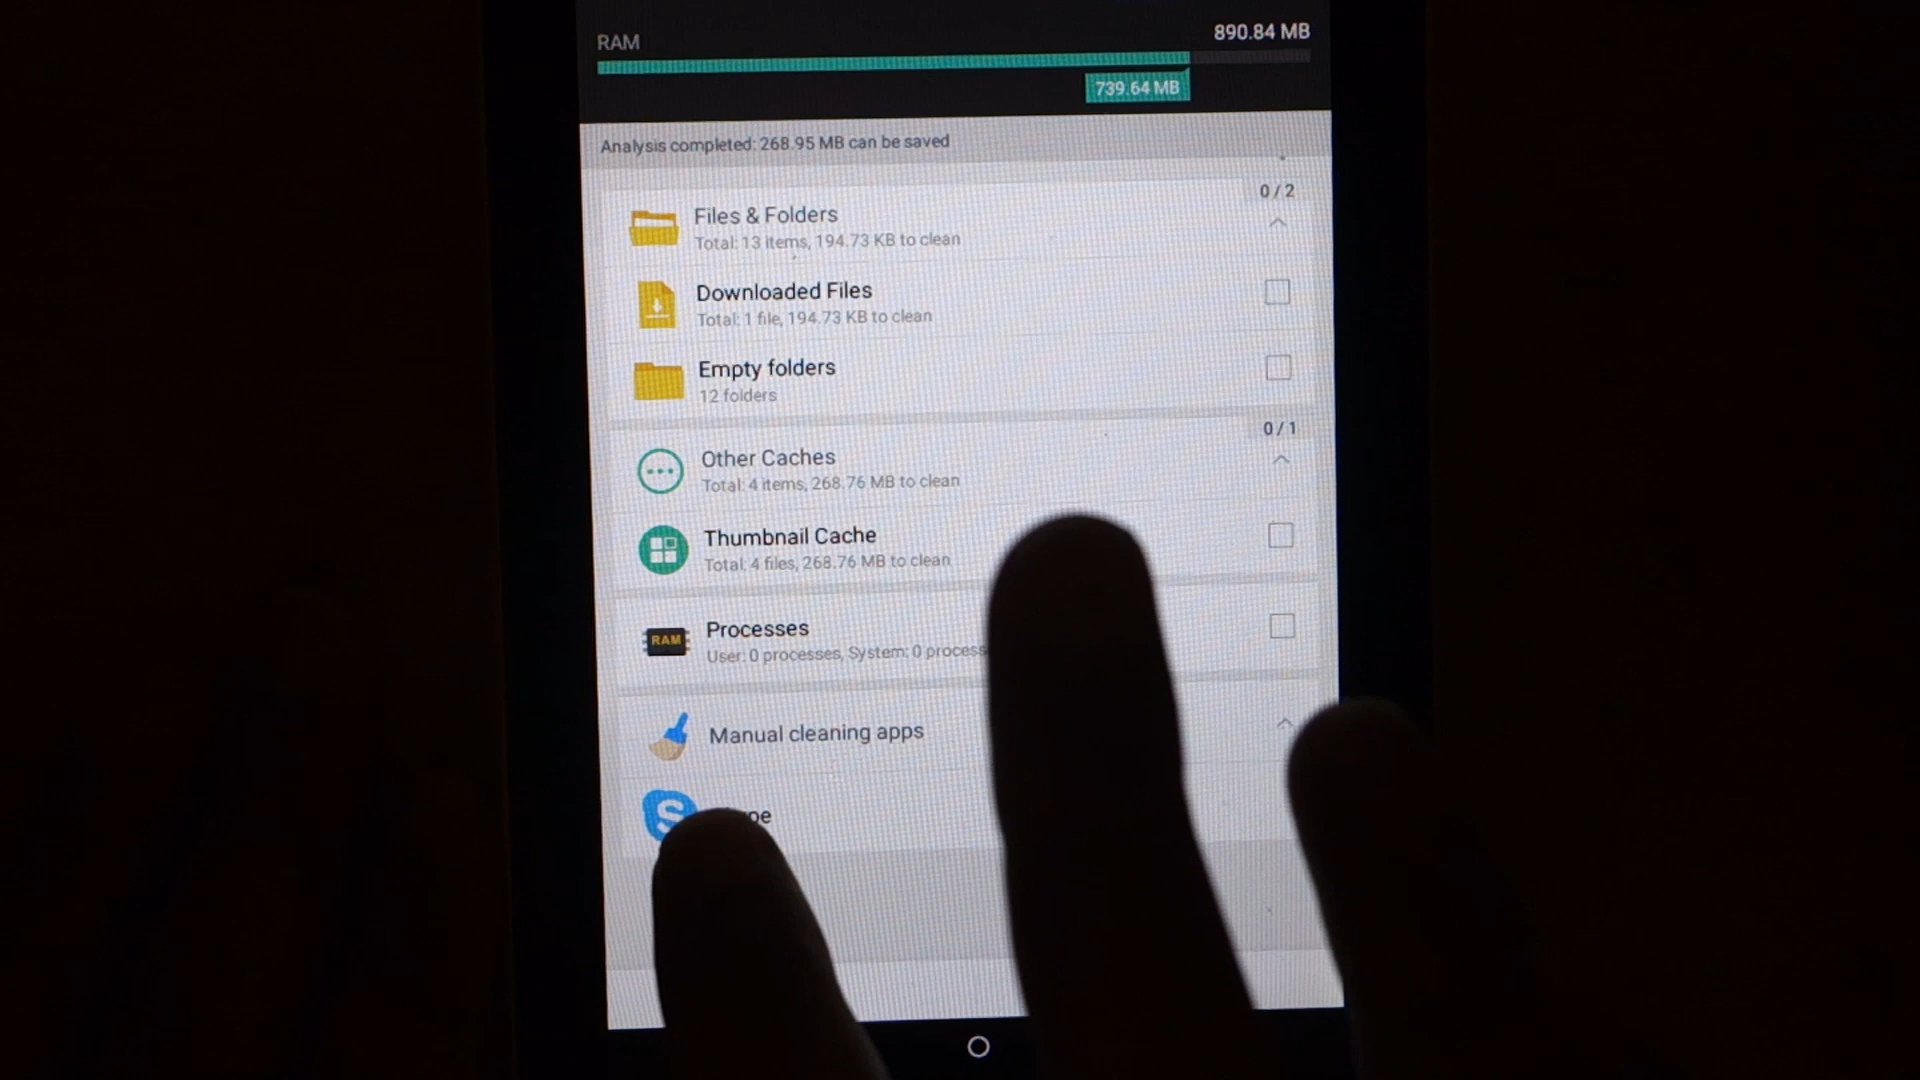 RAM
890.84 MB
739.64 MB
Analysis completed: 268.95 MB can be saved
0 / 2
Files & Folders
Total: 13 items, 194.73 KB to clean
Downloaded Files
Total: 1 file, 194.73 KB to clean
Empty folders
12 folders
0 / 1
Other Caches
Total: 4 items, 268.76 MB to clean
Thumbnail Cache
Total: 4 files, 268.76 MB to clean
Processes
RAM
User: 0 processes, System: 0 process
Manual cleaning apps
S